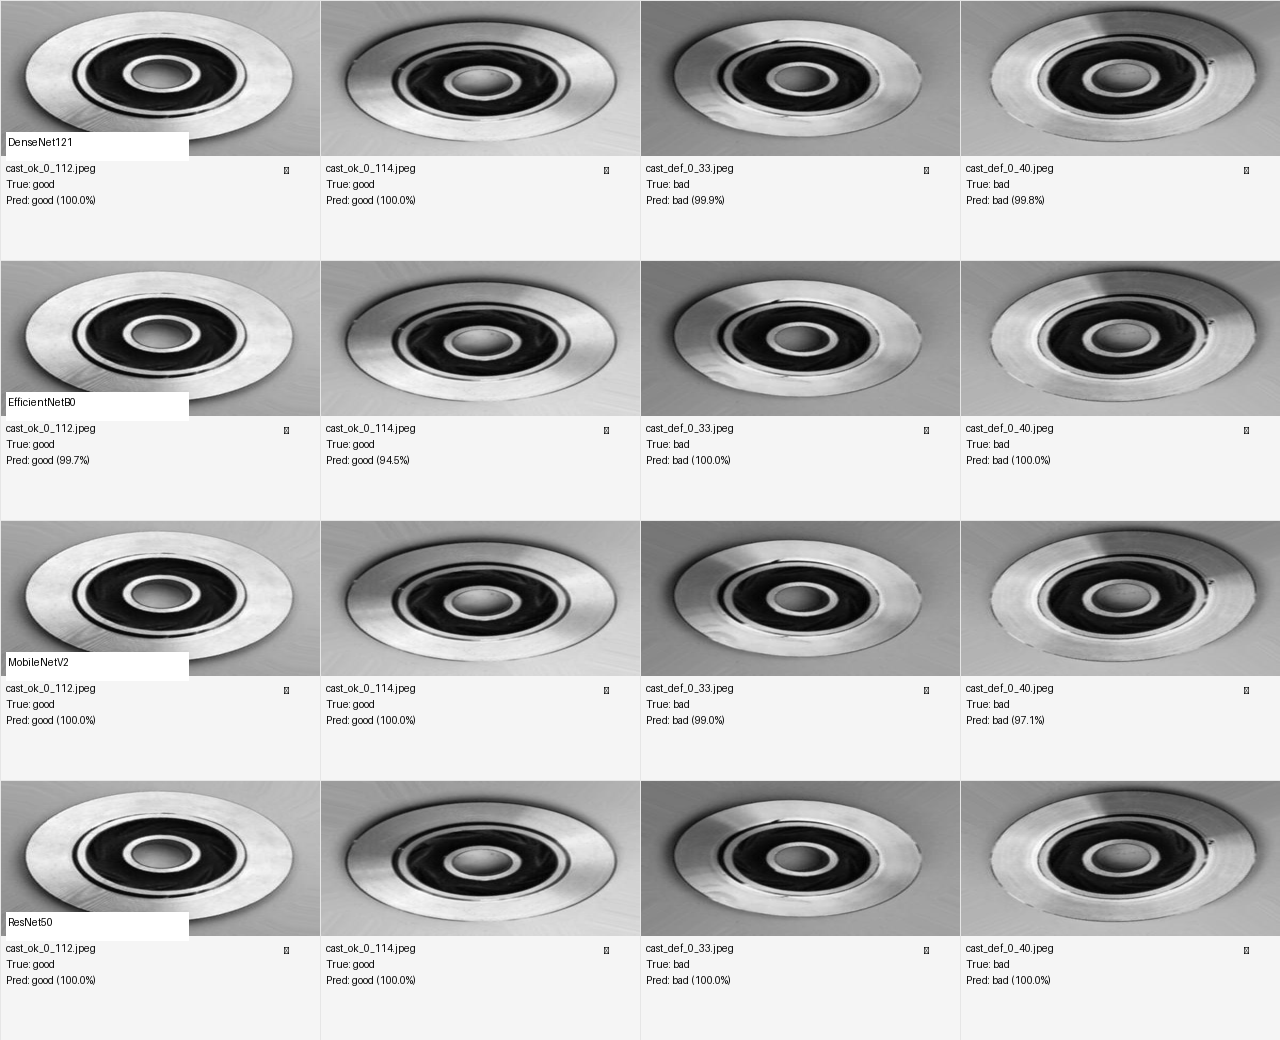 DenseNet121
cast_ok_0_112.jpeg
True: good
Pred: good (100.0%)
cast_ok_0_114.jpeg
True: good
Pred: good (100.0%)
cast_def_0_33.jpeg
True: bad
Pred: bad (99.9%)
cast_def_0_40.jpeg
True: bad
Pred: bad (99.8%)
EfficientNetB0
cast_ok_0_112.jpeg
True: good
Pred: good (99.7%)
cast_ok_0_114.jpeg
True: good
Pred: good (94.5%)
cast_def_0_33.jpeg
True: bad
Pred: bad (100.0%)
cast_def_0_40.jpeg
True: bad
Pred: bad (100.0%)
MobileNetV2
cast_ok_0_112.jpeg
True: good
Pred: good (100.0%)
cast_ok_0_114.jpeg
True: good
Pred: good (100.0%)
cast_def_0_33.jpeg
True: bad
Pred: bad (99.0%)
cast_def_0_40.jpeg
True: bad
Pred: bad (97.1%)
ResNet50
cast_ok_0_112.jpeg
True: good
Pred: good (100.0%)
cast_ok_0_114.jpeg
True: good
Pred: good (100.0%)
cast_def_0_33.jpeg
True: bad
Pred: bad (100.0%)
cast_def_0_40.jpeg
True: bad
Pred: bad (100.0%)